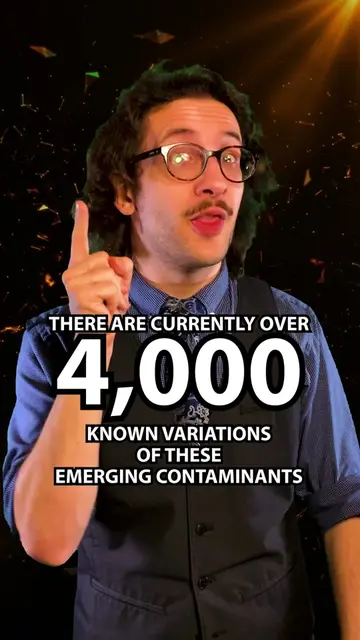 THERE ARE CURRENTLY OVER
4,000
KNOWN VARIATIONS
OF THESE
EMERGING CONTAMINANTS